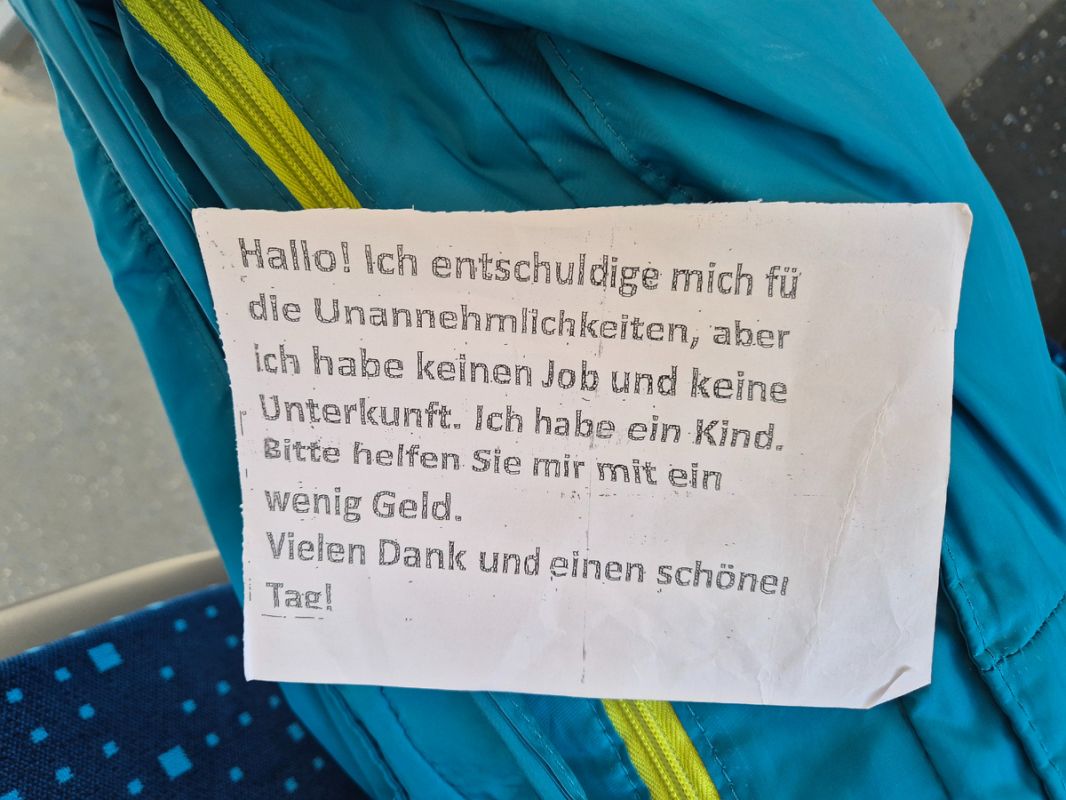 Hallo! Ich entschuldige mich fü
die Unannehmlichkeiten, aber
ich habe keinen Job und keine
Unterkunft. Ich habe ein Kind.
Bitte helfen Sie mir mit ein
wenig Geld.
Vielen Dank und einen schöne
Tag!